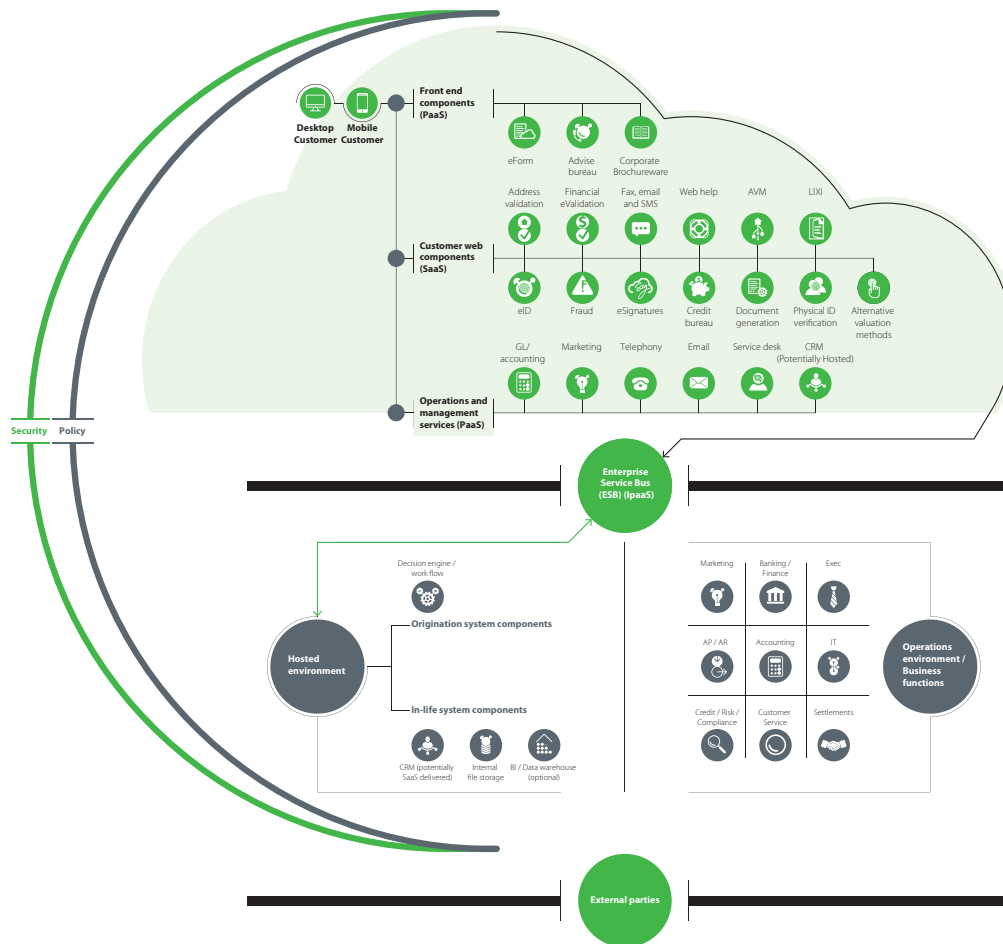 Front end
components
(PaaS)
Desktop
Customer
Mobile
Customer
eForm
Advise
bureau
Corporate
Brochureware
Address
validation
Financial
eValidation
Fax, email
and SMS
Web help
AVM
LIXI
Customer web
components
(SaaS)
eID
Fraud
eSignatures
Credit
bureau
Document
generation
Physical ID
verification
Alternative
valuation
methods
GL/
accounting
Marketing
Telephony
Email
Service desk
CRM
(Potentially Hosted)
Operations and
management
services (PaaS)
Security
Policy
Enterprise
Service Bus
(ESB) (IpaaS)
Decision engine /
work flow
Origination system components
Hosted
environment
In-life system components
CRM (potentially
SaaS delivered)
Internal
file storage
BI / Data warehouse
(optional)
Marketing
Banking /
Finance
Exec
AP / AR
Accounting
IT
Credit / Risk /
Compliance
Customer
Service
Settlements
Operations
environment /
Business
functions
External parties